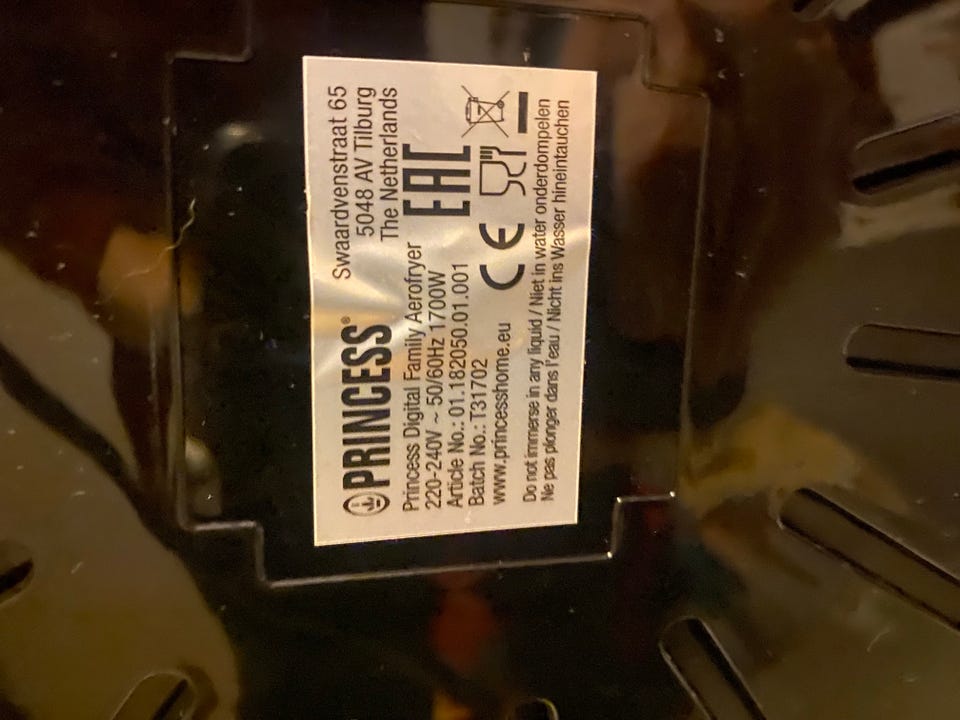 PRINCESS®
Swaardvenstraat 65
5048 AV Tilburg
The Netherlands
Princess Digital Family Aerofryer
220-240V ~ 50/60Hz 1700W
Article No.: 01.182050.01.001
Batch No.: T31702
www.princesshome.eu
CE EAC
Do not immerse in any liquid / Niet in water onderdompelen
Ne pas plonger dans l'eau / Nicht ins Wasser hineintauchen